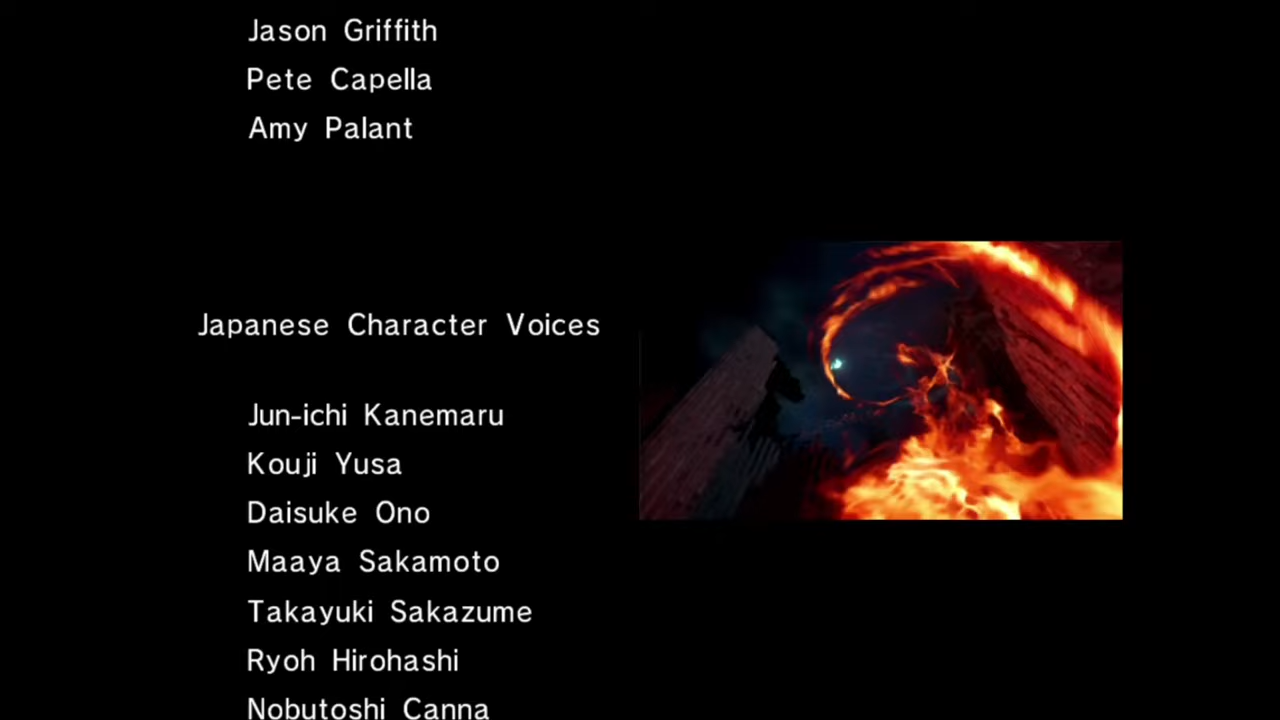 Jason Griffith
Pete Capella
Amy Palant
Japanese Character Voices
Jun-ichi Kanemaru
Kouji Yusa
Daisuke Ono
Maaya Sakamoto
Takayuki Sakazume
Ryoh Hirohashi
Nobutoshi Canna